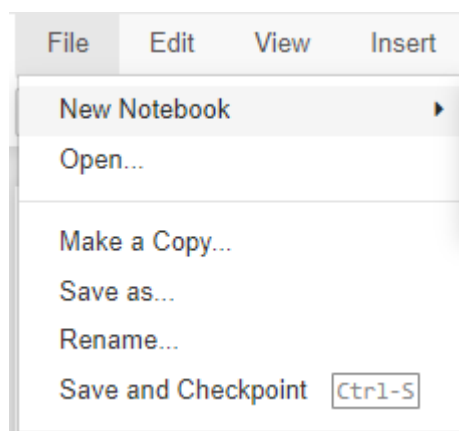 File Edit View Insert
New Notebook
Open...
Make a Copy...
Save as...
Rename...
Save and Checkpoint Ctrl-S